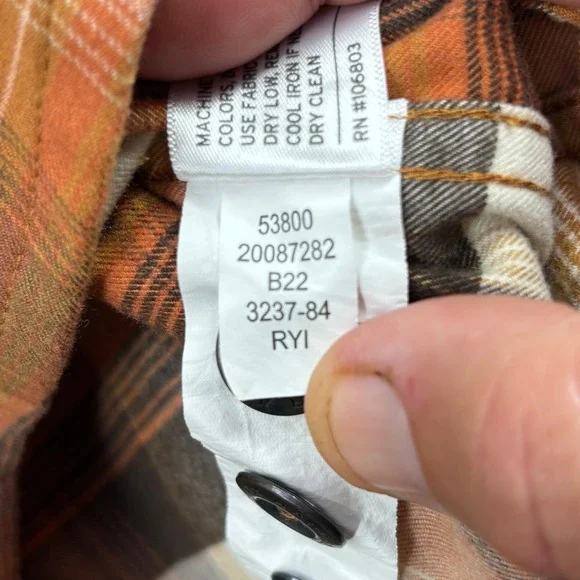 MACHIN
COLORS,
USE FABRIC
DRY LOW, RE
COOL IRON IF N
DRY CLEAN
RN #106803
53800
20087282
B22
3237-84
RYI